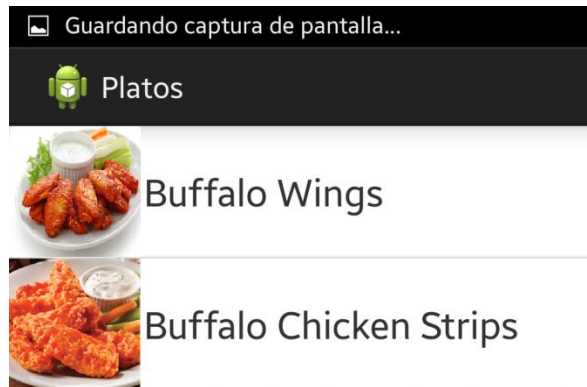 Guardando captura de pantalla...
Platos
Buffalo Wings
Buffalo Chicken Strips